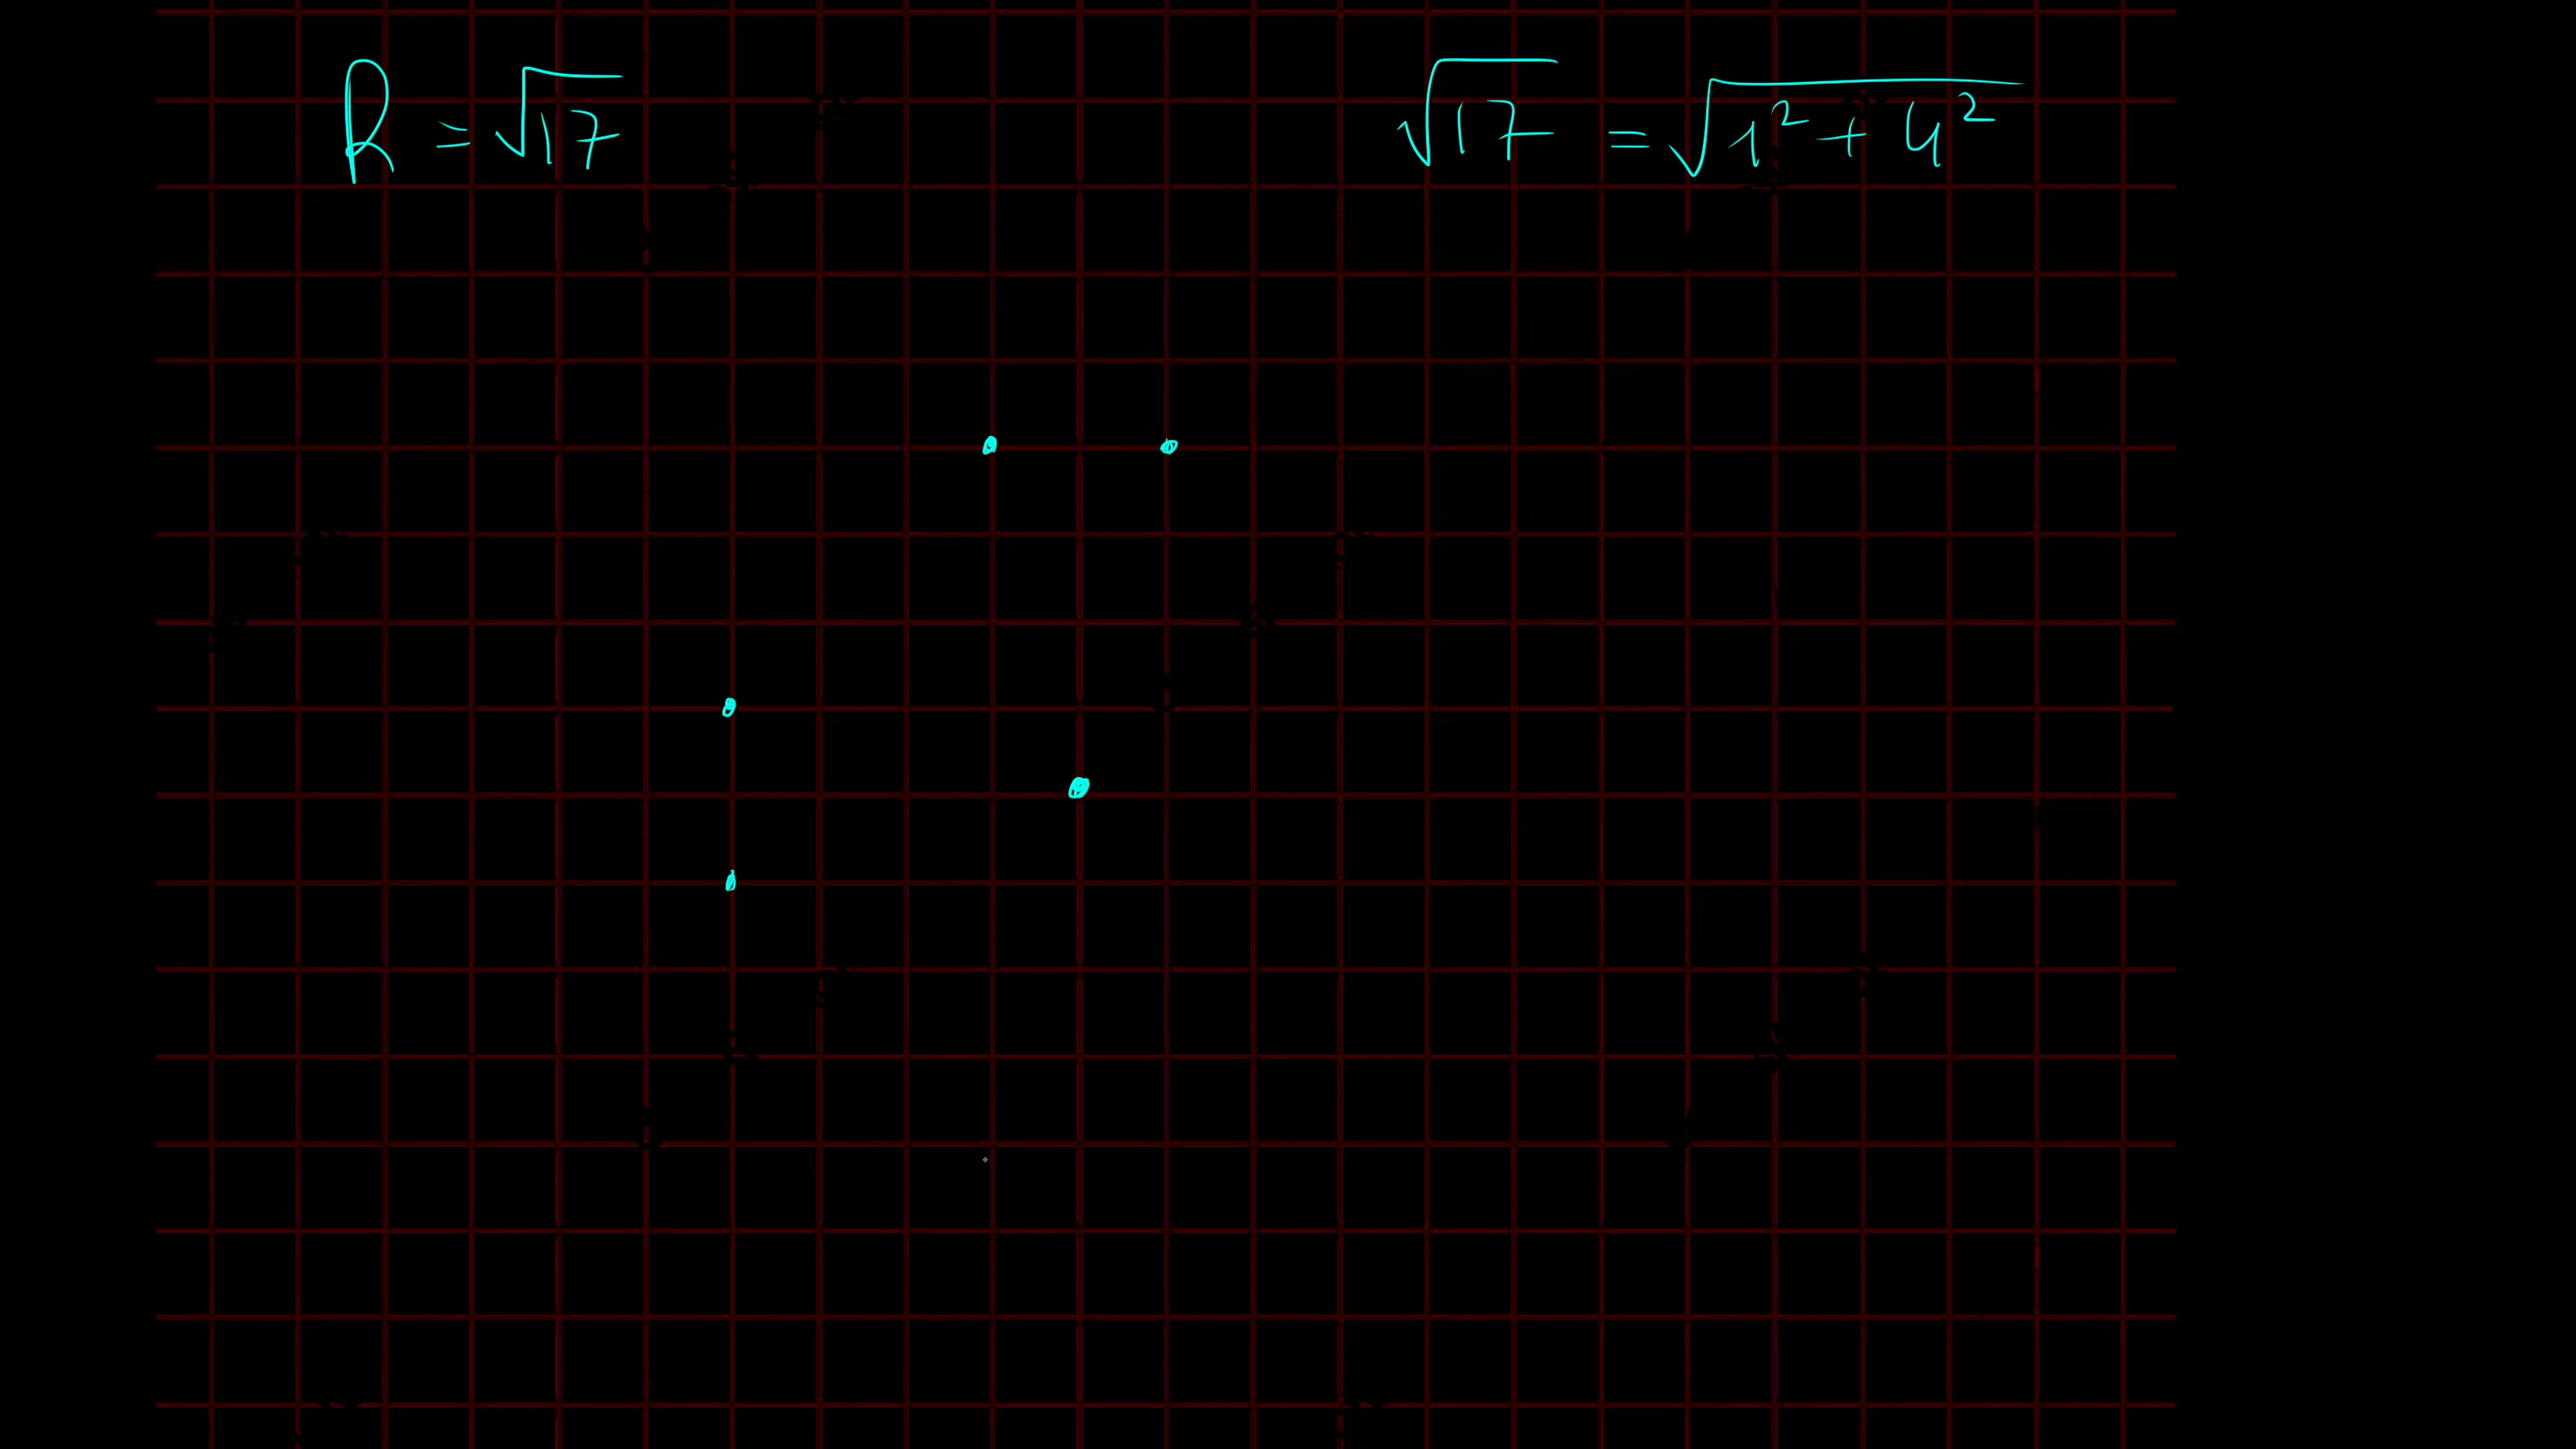 R = √17
√17 = √1² + 4²